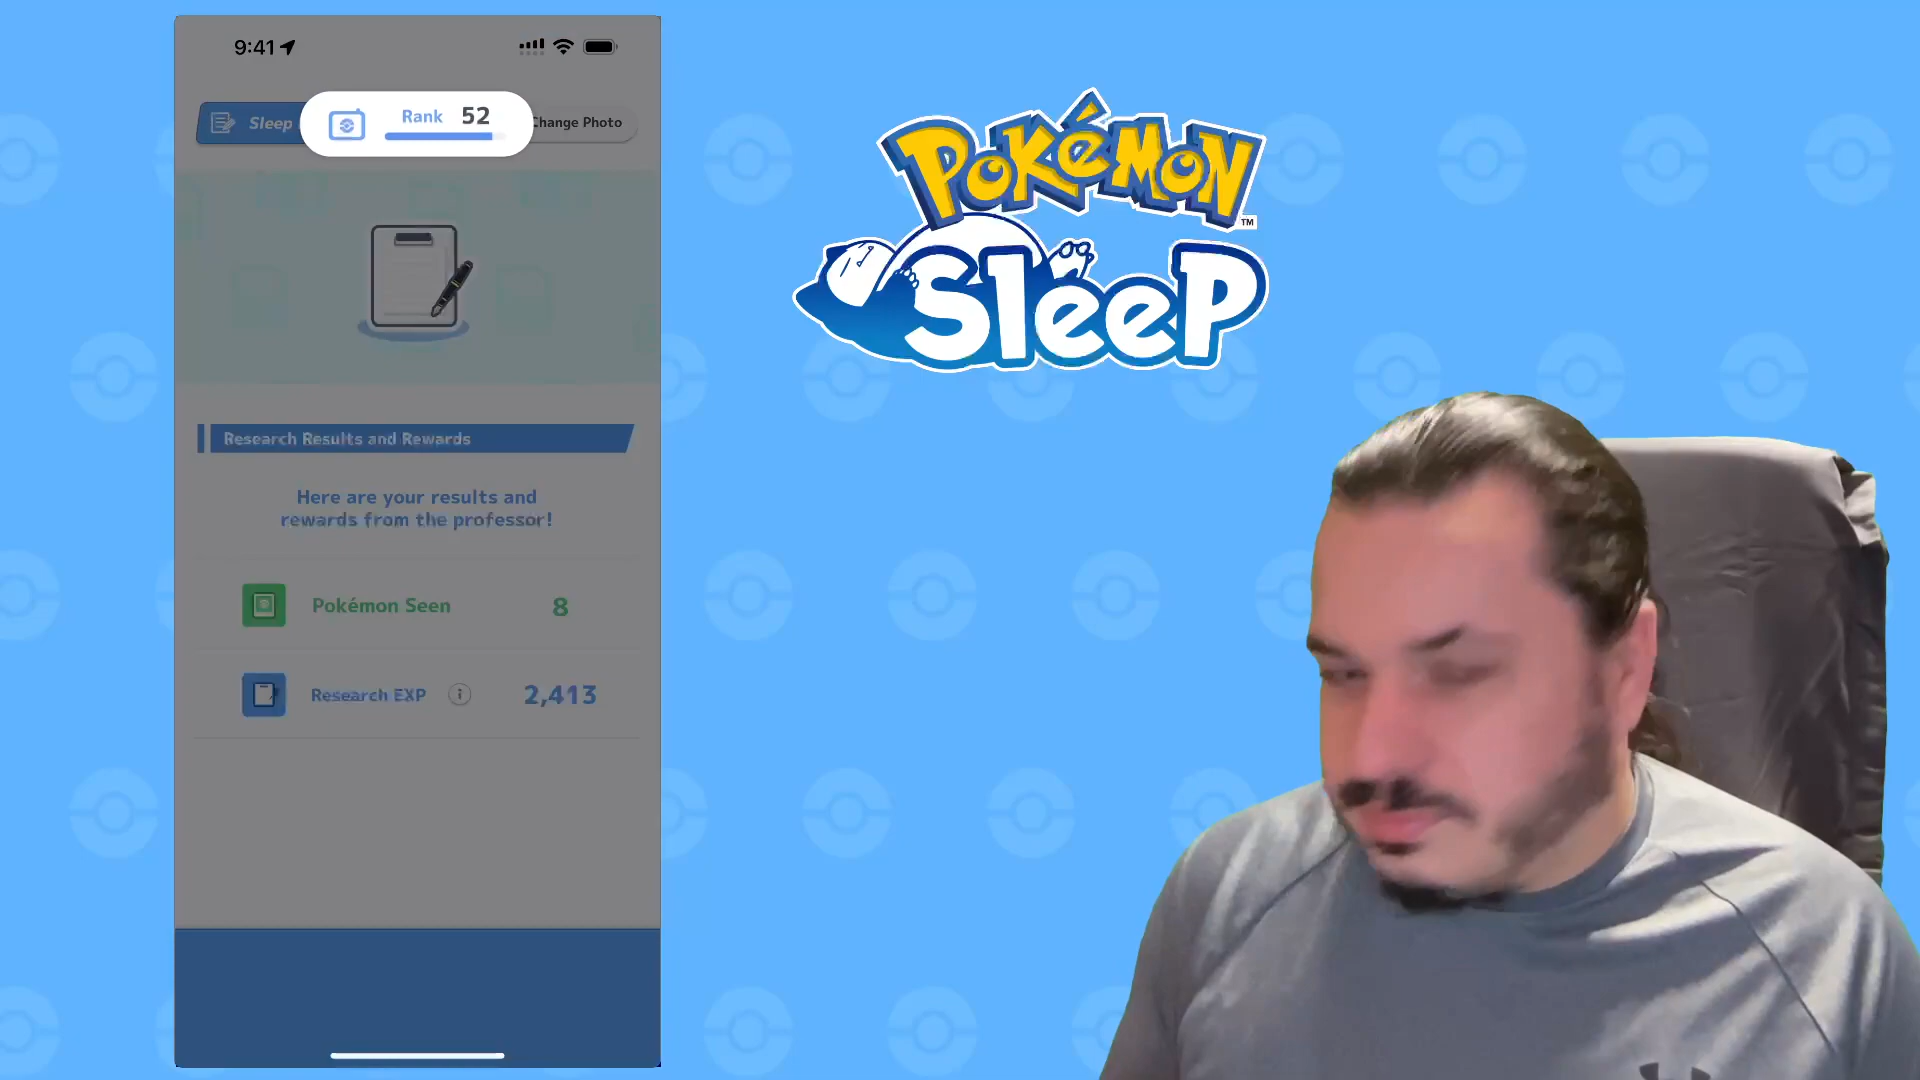 9:41
Sleep
Rank 52
Change Photo
POKÉMON
TM
Sleep
Research Results and Rewards
Here are your results and
rewards from the professor!
Pokémon Seen 8
Research EXP i 2,413